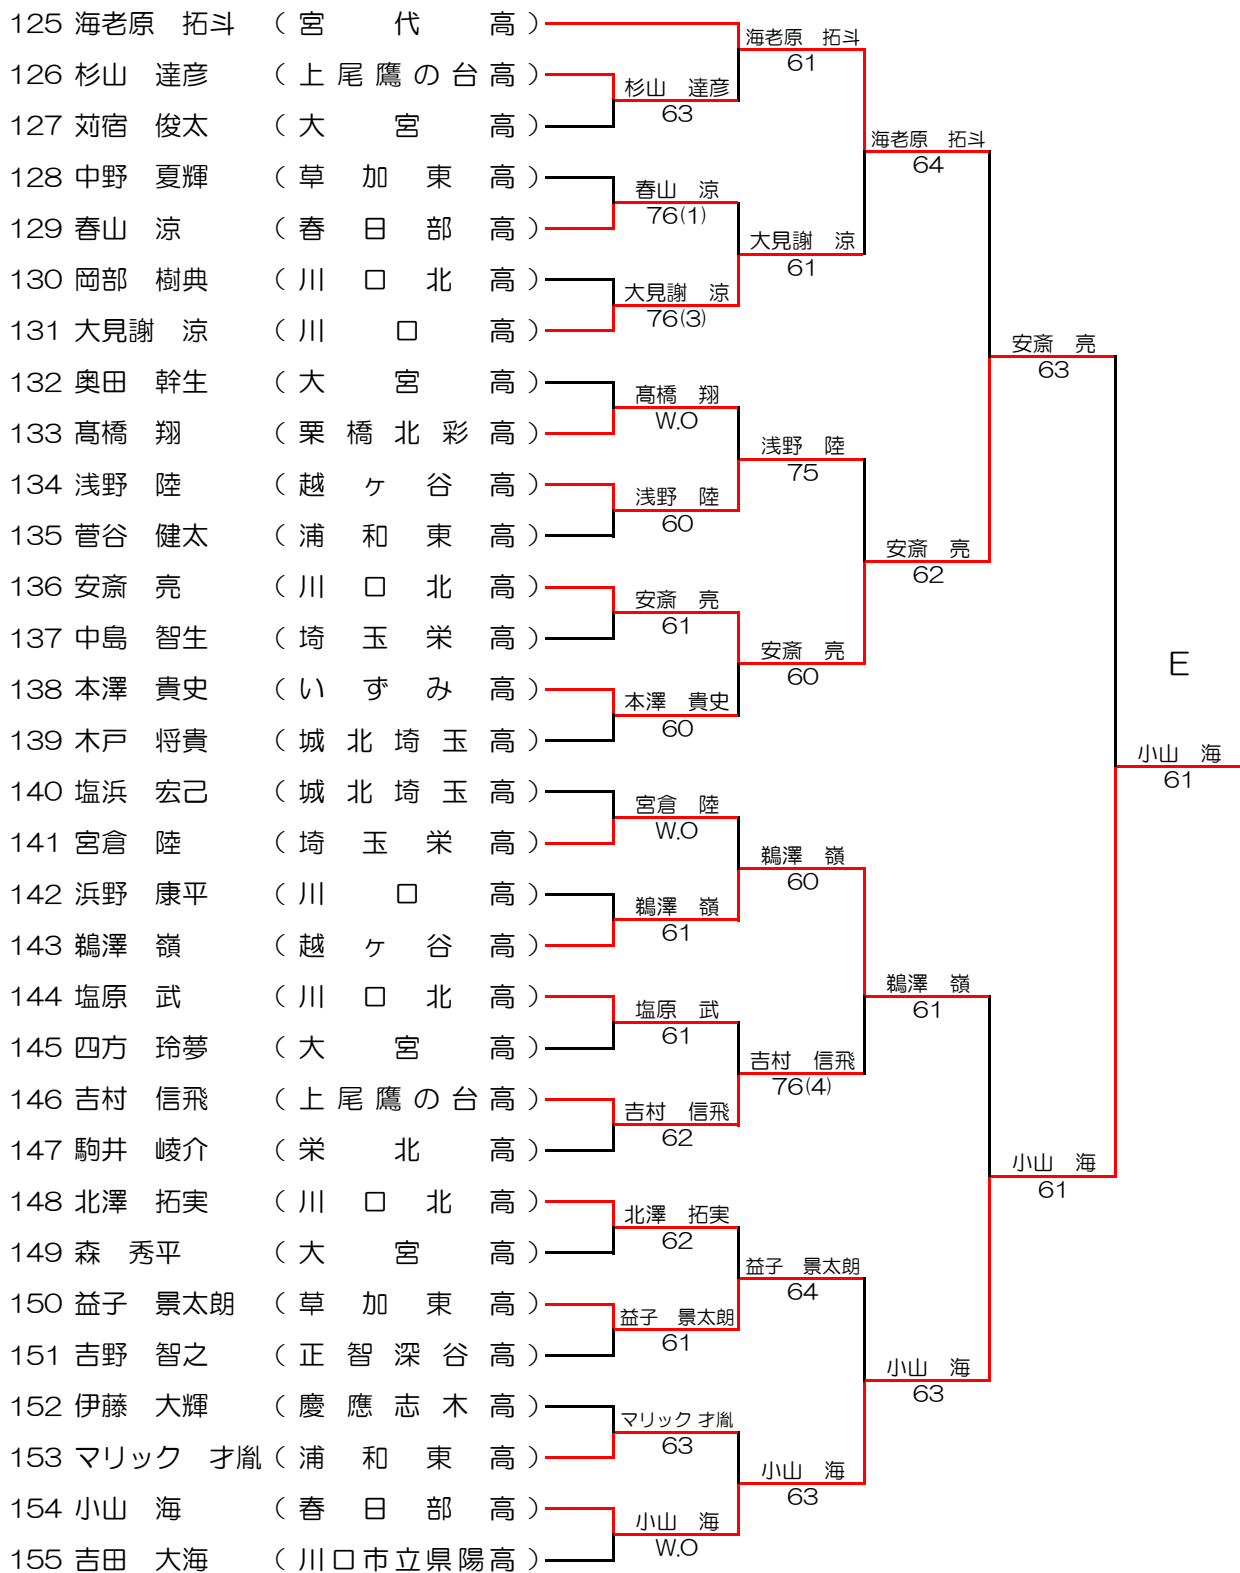 125 海老原 拓斗 (宮代高)
126 杉山 達彦 (上尾鷹の台高)
127 苅宿 俊太 (大宮高)
128 中野 夏輝 (草加東高)
129 春山 涼 (春日部高)
130 岡部 樹典 (川口北高)
131 大見謝 涼 (川口高)
132 奥田 幹生 (大宮高)
133 髙橋 翔 (栗橋北彩高)
134 浅野 陸 (越ヶ谷高)
135 菅谷 健太 (浦和東高)
136 安斎 亮 (川口北高)
137 中島 智生 (埼玉栄高)
138 本澤 貴史 (いずみ高)
139 木戸 将貴 (城北埼玉高)
140 塩浜 宏己 (城北埼玉高)
141 宮倉 陸 (埼玉栄高)
142 浜野 康平 (川口高)
143 鵜澤 嶺 (越ヶ谷高)
144 塩原 武 (川口北高)
145 四方 玲夢 (大宮高)
146 吉村 信飛 (上尾鷹の台高)
147 駒井 崚介 (栄北高)
148 北澤 拓実 (川口北高)
149 森 秀平 (大宮高)
150 益子 景太朗 (草加東高)
151 吉野 智之 (正智深谷高)
152 伊藤 大輝 (慶應志木高)
153 マリック 才胤 (浦和東高)
154 小山 海 (春日部高)
155 吉田 大海 (川口市立県陽高)
杉山 達彦
63
春山 涼
76(1)
大見謝 涼
76(3)
髙橋 翔
W.O
浅野 陸
60
安斎 亮
61
本澤 貴史
60
宮倉 陸
W.O
鵜澤 嶺
61
塩原 武
61
吉村 信飛
62
北澤 拓実
62
益子 景太朗
61
マリック 才胤
63
小山 海
W.O
海老原 拓斗
61
大見謝 涼
61
浅野 陸
75
安斎 亮
60
鵜澤 嶺
60
吉村 信飛
76(4)
益子 景太朗
64
小山 海
63
海老原 拓斗
64
安斎 亮
62
鵜澤 嶺
61
小山 海
63
安斎 亮
63
小山 海
61
E
小山 海
61